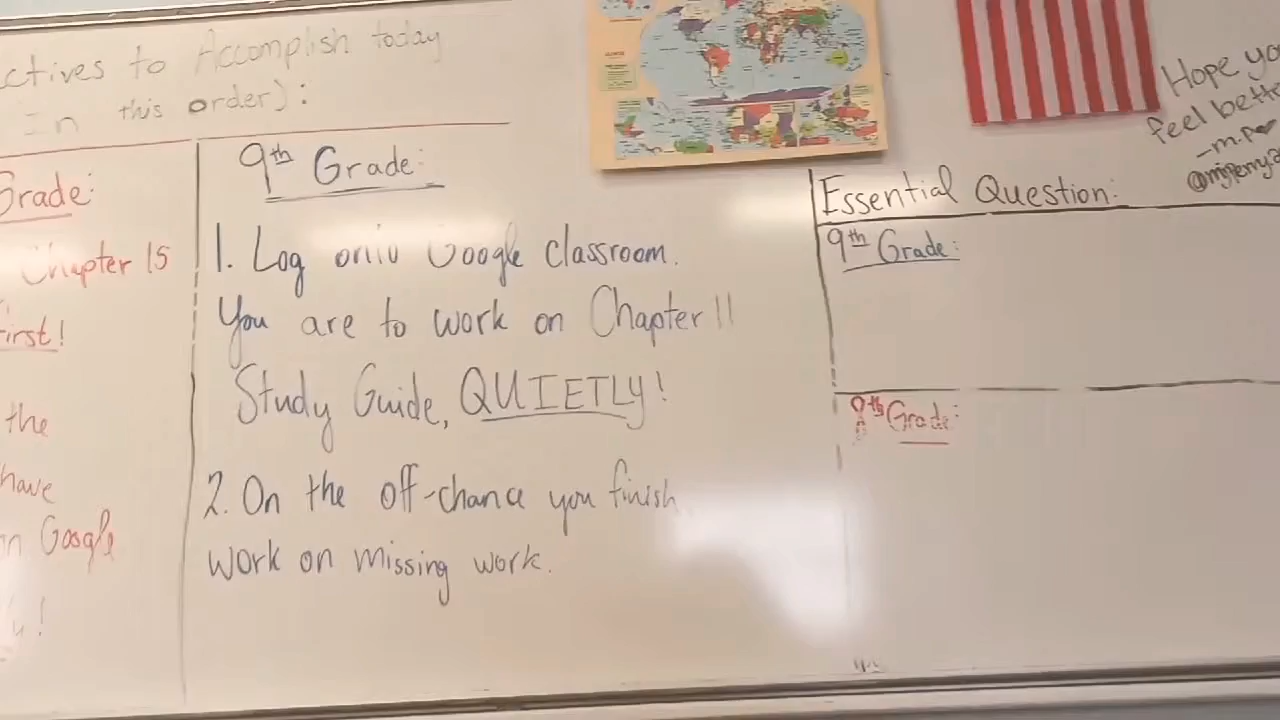 ctives to Accomplish today
In this order):
Grade:
Chapter 15
First!
the
have
on Google
!
9th Grade:
1. Log onto Google classroom.
You are to work on Chapter 11
Study Guide, QUIETLY!
2. On the off-chance you finish
work on missing work.
Hope yo
feel bette
Essential Question:
9th Grade:
8th Grade: